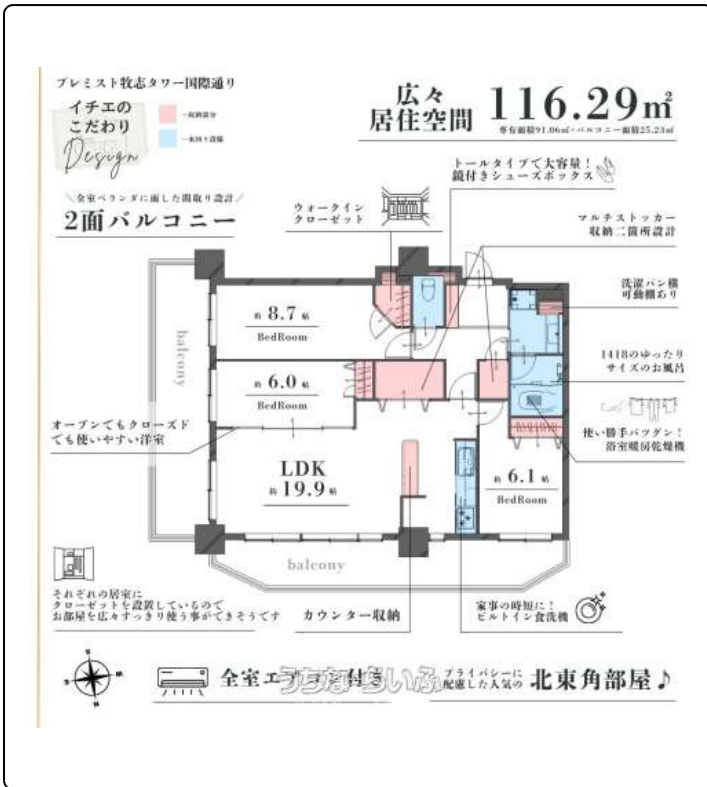 プレミスト牧志タワー国際通り
イチエの
こだわり
Design
…収納部分
…水回り設備
広々
居住空間
116.29㎡
専有面積91.06㎡・バルコニー面積25.23㎡
＼全室ベランダに面した間取り設計／
2面バルコニー
ウォークイン
クローゼット
トールタイプで大容量！
鏡付きシューズボックス
マルチストッカー
収納二箇所設計
洗濯パン横
可動棚あり
1418のゆったり
サイズのお風呂
使い勝手バツグン！
浴室暖房乾燥機
約 8.7 帖
BedRoom
約 6.0 帖
BedRoom
balcony
オープンでもクローズド
でも使いやすい洋室
LDK
約 19.9 帖
約 6.1 帖
BedRoom
balcony
それぞれの居室に
クローゼットを設置しているので
お部屋を広々すっきり使う事ができそうです
カウンター収納
家事の時短に！
ビルトイン食洗機
全室エアコン付き
うちなーらいふ
プライバシーに
配慮した人気の
北東角部屋♪